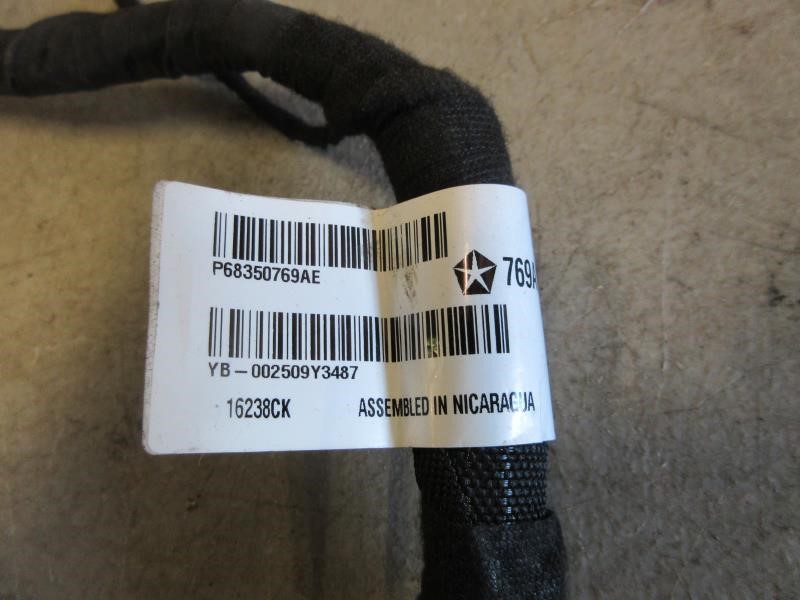 P68350769AE
769A
YB-002509Y3487
16238CK
ASSEMBLED IN NICARAGUA